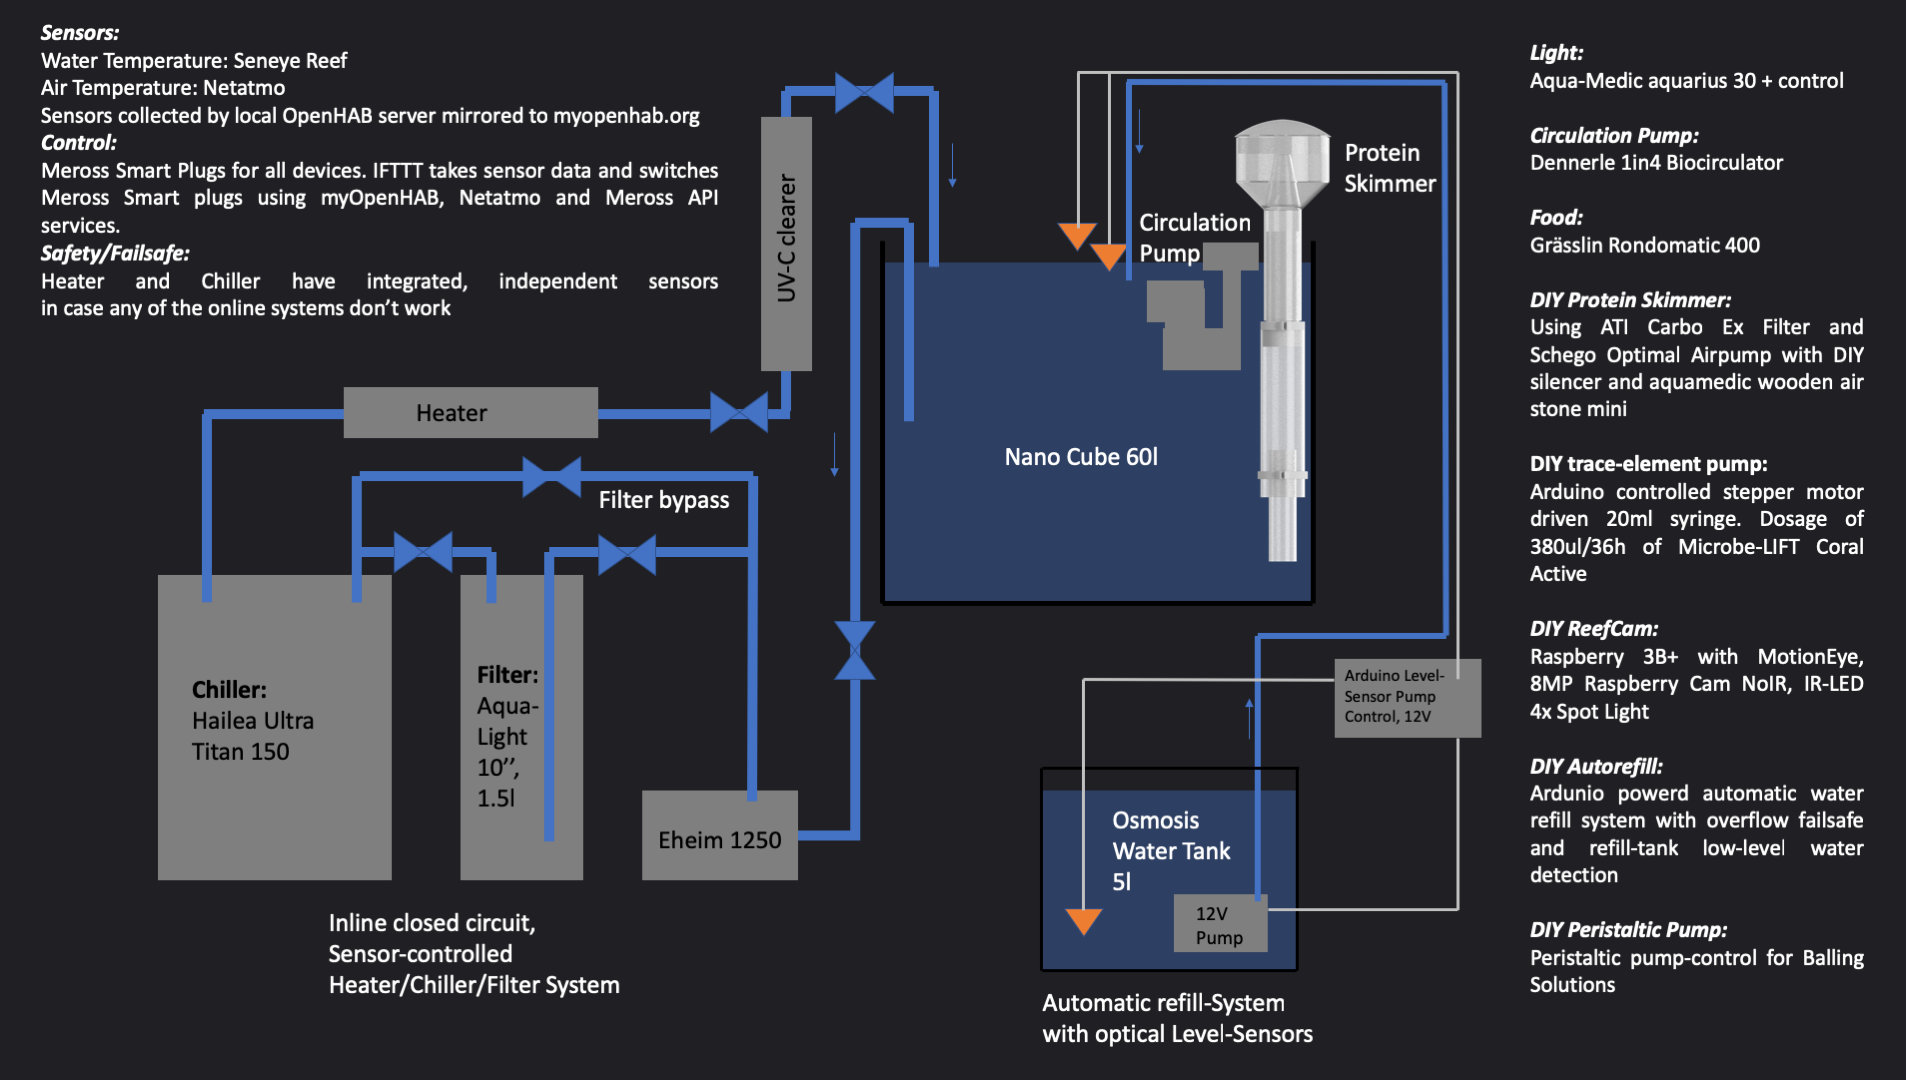 Sensors:
Water Temperature: Seneye Reef
Air Temperature: Netatmo
Sensors collected by local OpenHAB server mirrored to myopenhab.org
Control:
Meross Smart Plugs for all devices. IFTTT takes sensor data and switches
Meross Smart plugs using myOpenHAB, Netatmo and Meross API
services.
Safety/Failsafe:
Heater and Chiller have integrated, independent sensors
in case any of the online systems don’t work
UV-C clearer
Heater
Filter bypass
Chiller:
Hailea Ultra
Titan 150
Filter:
Aqua-
Light
10’’,
1.5l
Eheim 1250
Inline closed circuit,
Sensor-controlled
Heater/Chiller/Filter System
Circulation
Pump
Protein
Skimmer
Nano Cube 60l
Arduino Level-
Sensor Pump
Control, 12V
Osmosis
Water Tank
5l
12V
Pump
Automatic refill-System
with optical Level-Sensors
Light:
Aqua-Medic aquarius 30 + control
Circulation Pump:
Dennerle 1in4 Biocirculator
Food:
Grässlin Rondomatic 400
DIY Protein Skimmer:
Using ATI Carbo Ex Filter and
Schego Optimal Airpump with DIY
silencer and aquamedic wooden air
stone mini
DIY trace-element pump:
Arduino controlled stepper motor
driven 20ml syringe. Dosage of
380ul/36h of Microbe-LIFT Coral
Active
DIY ReefCam:
Raspberry 3B+ with MotionEye,
8MP Raspberry Cam NoIR, IR-LED
4x Spot Light
DIY Autorefill:
Ardunio powerd automatic water
refill system with overflow failsafe
and refill-tank low-level water
detection
DIY Peristaltic Pump:
Peristaltic pump-control for Balling
Solutions